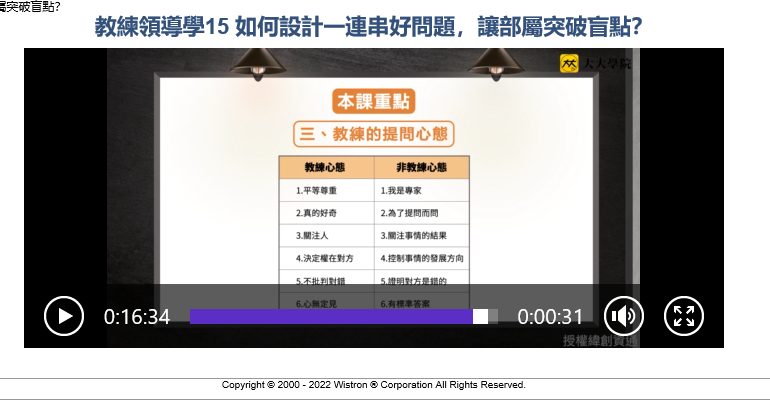 屬突破盲點?
教練領導學15 如何設計一連串好問題，讓部屬突破盲點?
大大學院
本課重點
三、教練的提問心態
教練心態 非教練心態
1.平等尊重 1.我是專家
2.真的好奇 2.為了提問而問
3.關注人 3.關注事情的結果
4.決定權在對方 4.控制事情的發展方向
5.不批判對錯 5.證明對方是錯的
6.心無定見 6.有標準答案
0:16:34 0:00:31
授權緯創資通
Copyright © 2000 - 2022 Wistron ® Corporation All Rights Reserved.